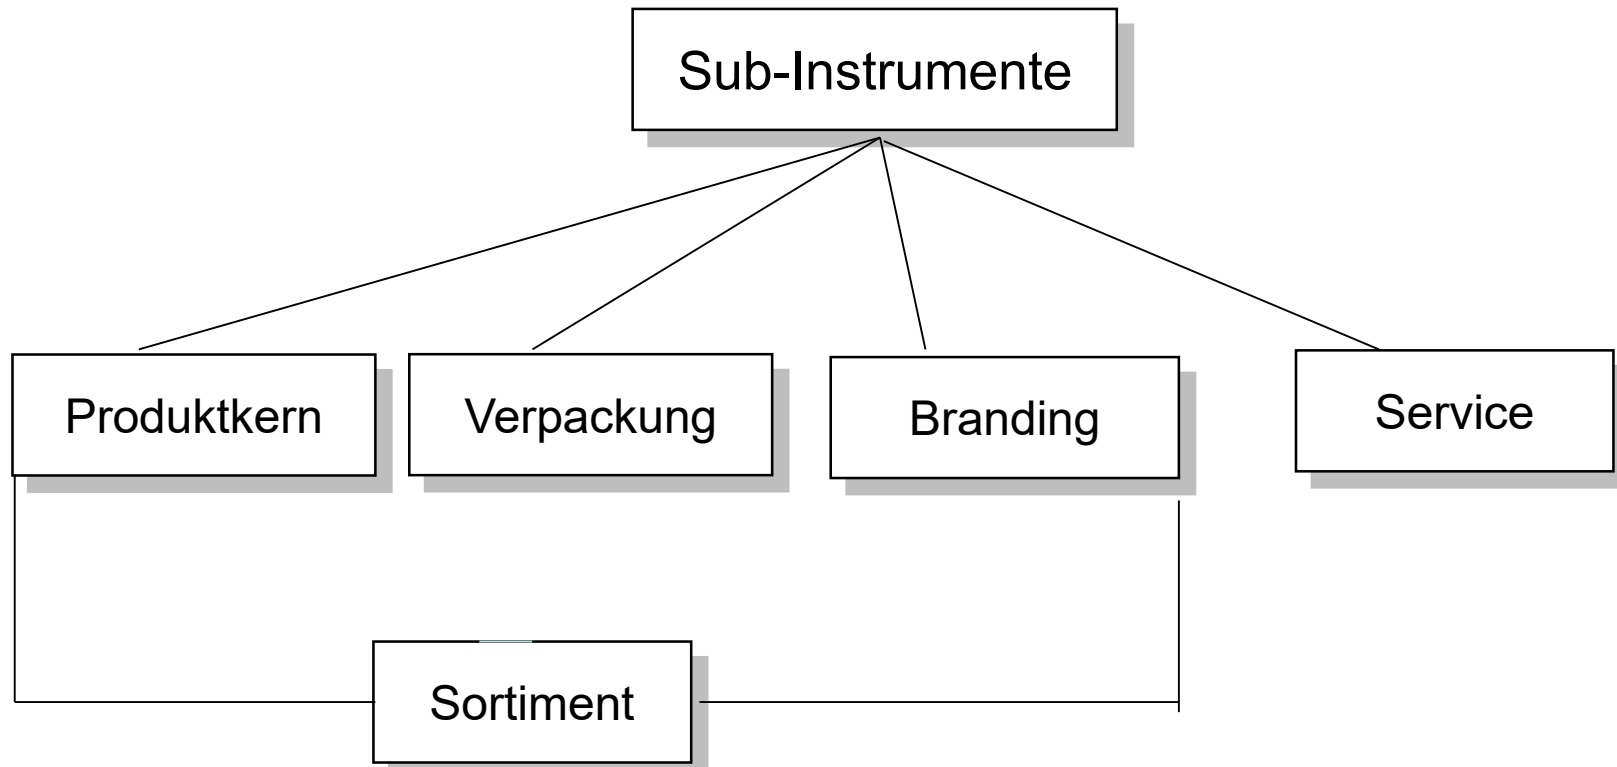 Sub-Instrumente
Produktkern
Verpackung
Branding
Service
Sortiment